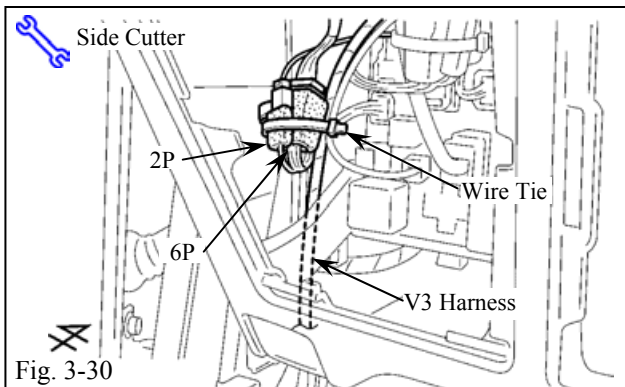 Side Cutter
2P
Wire Tie
6P
V3 Harness
Fig. 3-30